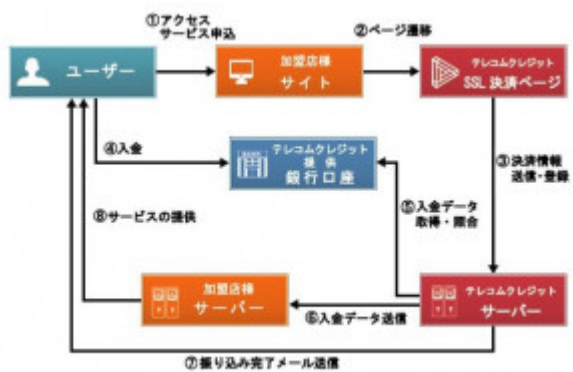 ①アクセス
サービス申込
②ページ遷移
ユーザー
加盟店様
サイト
テレコムクレジット
SSL決済ページ
④入金
テレコムクレジット
提 供
銀行口座
③決済情報
送信・登録
⑤入金データ
取得・照合
⑧サービスの提供
加盟店様
サーバー
テレコムクレジット
サーバー
⑥入金データ送信
⑦振り込み完了メール送信